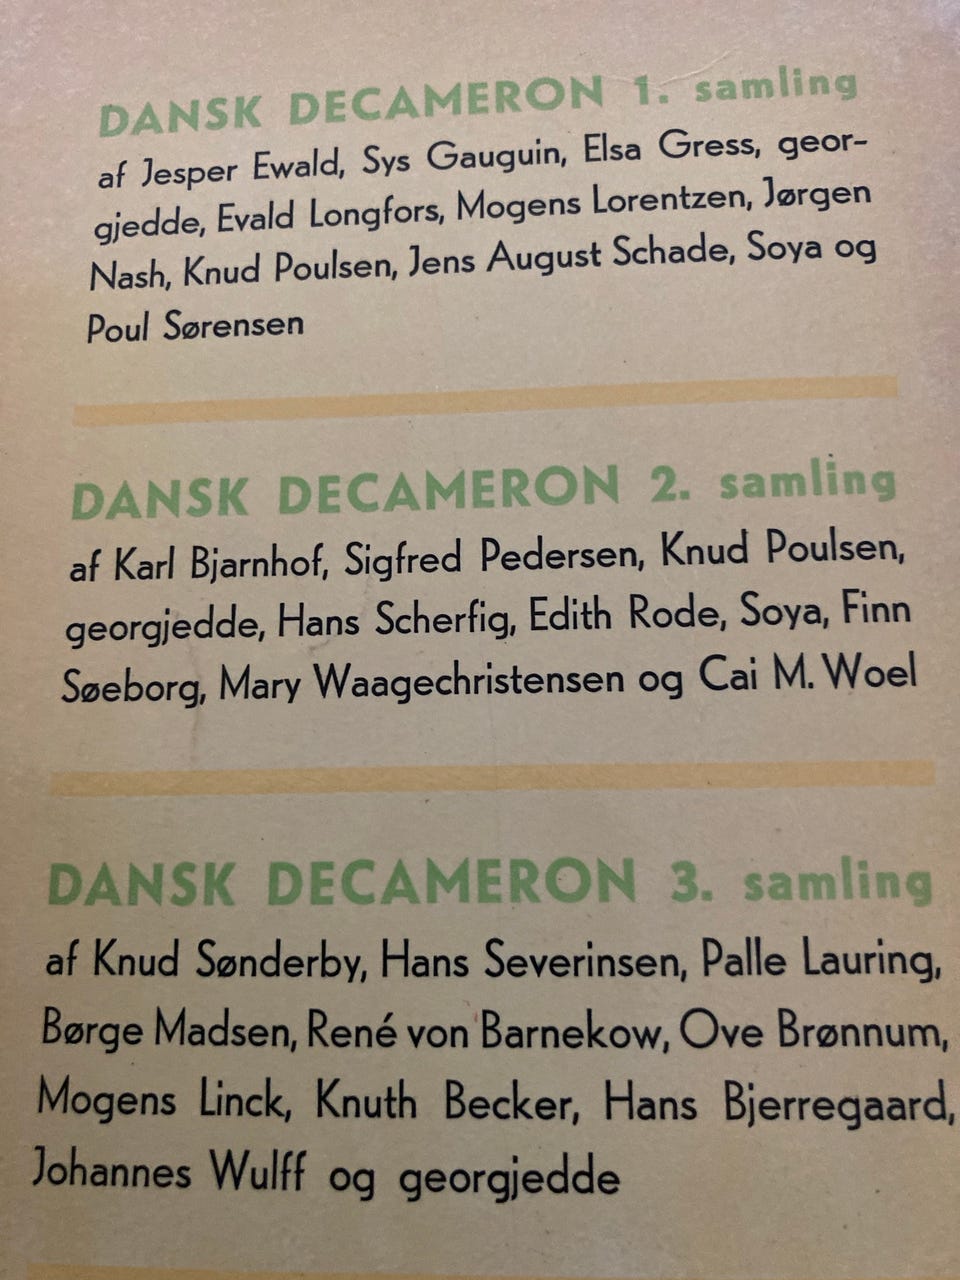 DANSK DECAMERON 1. samling
af Jesper Ewald, Sys Gauguin, Elsa Gress, geor-
gjedde, Evald Longfors, Mogens Lorentzen, Jørgen
Nash, Knud Poulsen, Jens August Schade, Soya og
Poul Sørensen
DANSK DECAMERON 2. samling
af Karl Bjarnhof, Sigfred Pedersen, Knud Poulsen,
georgjedde, Hans Scherfig, Edith Rode, Soya, Finn
Søeborg, Mary Waagechristensen og Cai M. Woel
DANSK DECAMERON 3. samling
af Knud Sønderby, Hans Severinsen, Palle Lauring,
Børge Madsen, René von Barnekow, Ove Brønnum,
Mogens Linck, Knuth Becker, Hans Bjerregaard,
Johannes Wulff og georgjedde